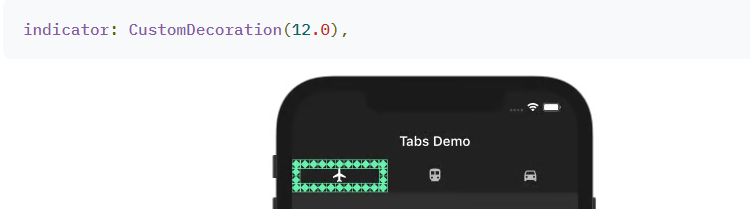 indicator: CustomDecoration(12.0),
Tabs Demo